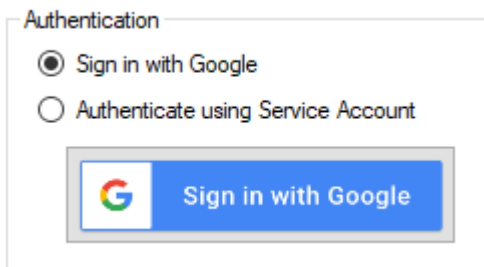 Authentication
Sign in with Google
Authenticate using Service Account
Sign in with Google